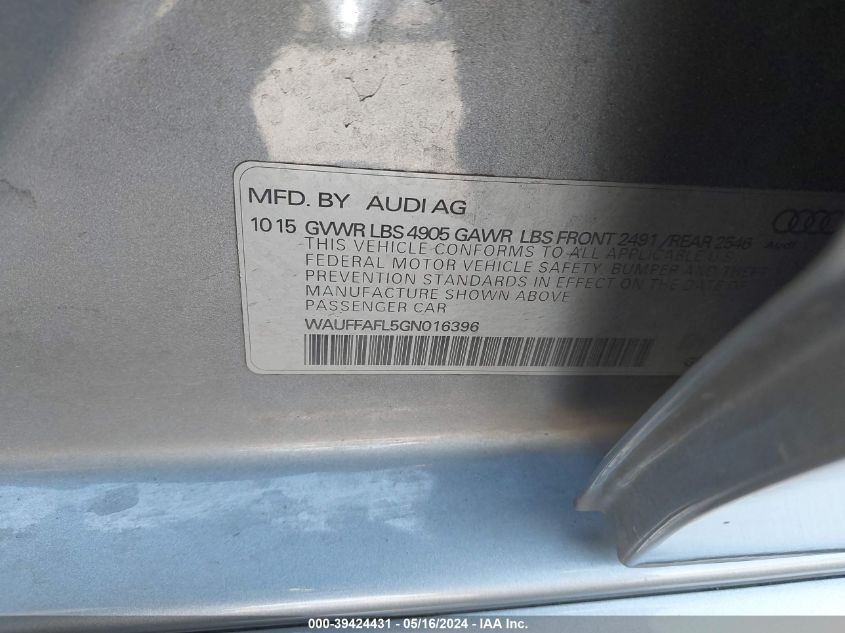 MFD. BY AUDI AG
10 15 GVWR LBS 4905 GAWR LBS FRONT 2491 /REAR 2546
Audi
THIS VEHICLE CONFORMS TO ALL APPLICABLE U.S.
FEDERAL MOTOR VEHICLE SAFETY, BUMPER AND THEFT
PREVENTION STANDARDS IN EFFECT ON THE DATE OF
MANUFACTURE SHOWN ABOVE
PASSENGER CAR
WAUFFAFL5GN016396
000-39424431 - 05/16/2024 - IAA Inc.